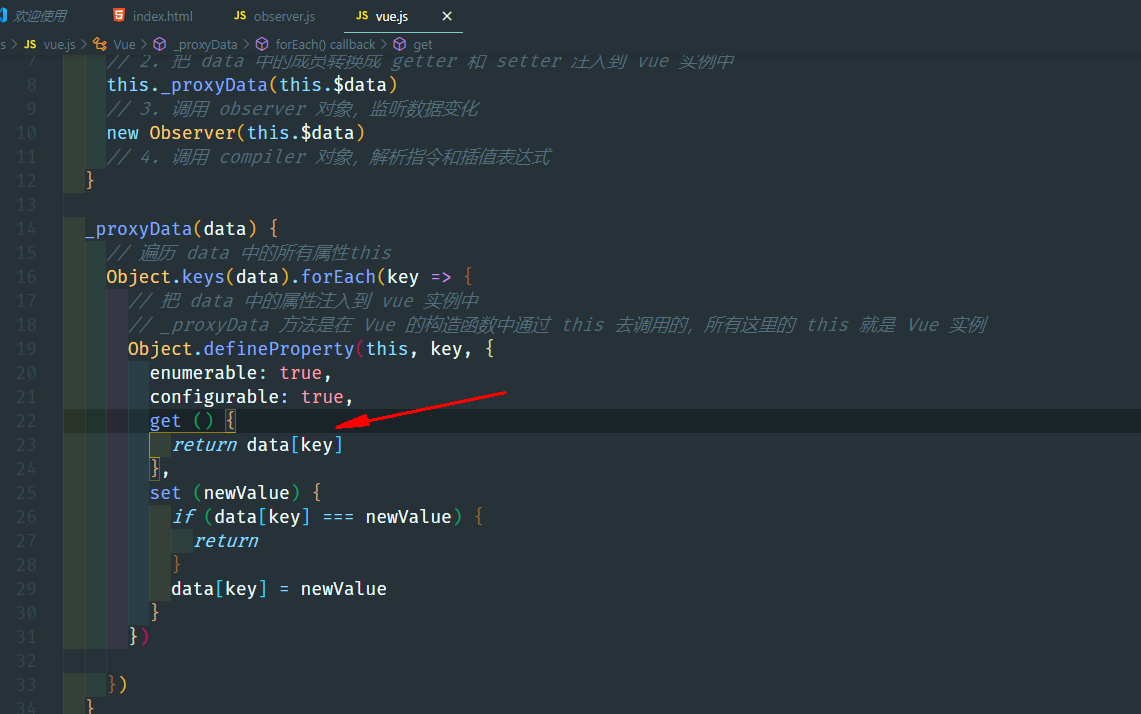 欢迎使用 index.html JS observer.js JS vue.js ×
s > JS vue.js > Vue > _proxyData > forEach() callback > get
7 // 2. 把 data 中的成员转换成 getter 和 setter 注入到 vue 实例中
8 this._proxyData(this.$data)
9 // 3. 调用 observer 对象，监听数据变化
10 new Observer(this.$data)
11 // 4. 调用 compiler 对象，解析指令和插值表达式
12 }
13
14 _proxyData(data) {
15 // 遍历 data 中的所有属性this
16 Object.keys(data).forEach(key => {
17 // 把 data 中的属性注入到 vue 实例中
18 // _proxyData 方法是在 Vue 的构造函数中通过 this 去调用的，所有这里的 this 就是 Vue 实例
19 Object.defineProperty(this, key, {
20 enumerable: true,
21 configurable: true,
22 get () {
23 return data[key]
24 },
25 set (newValue) {
26 if (data[key] === newValue) {
27 return
28 }
29 data[key] = newValue
30 }
31 })
32
33 })
34 }